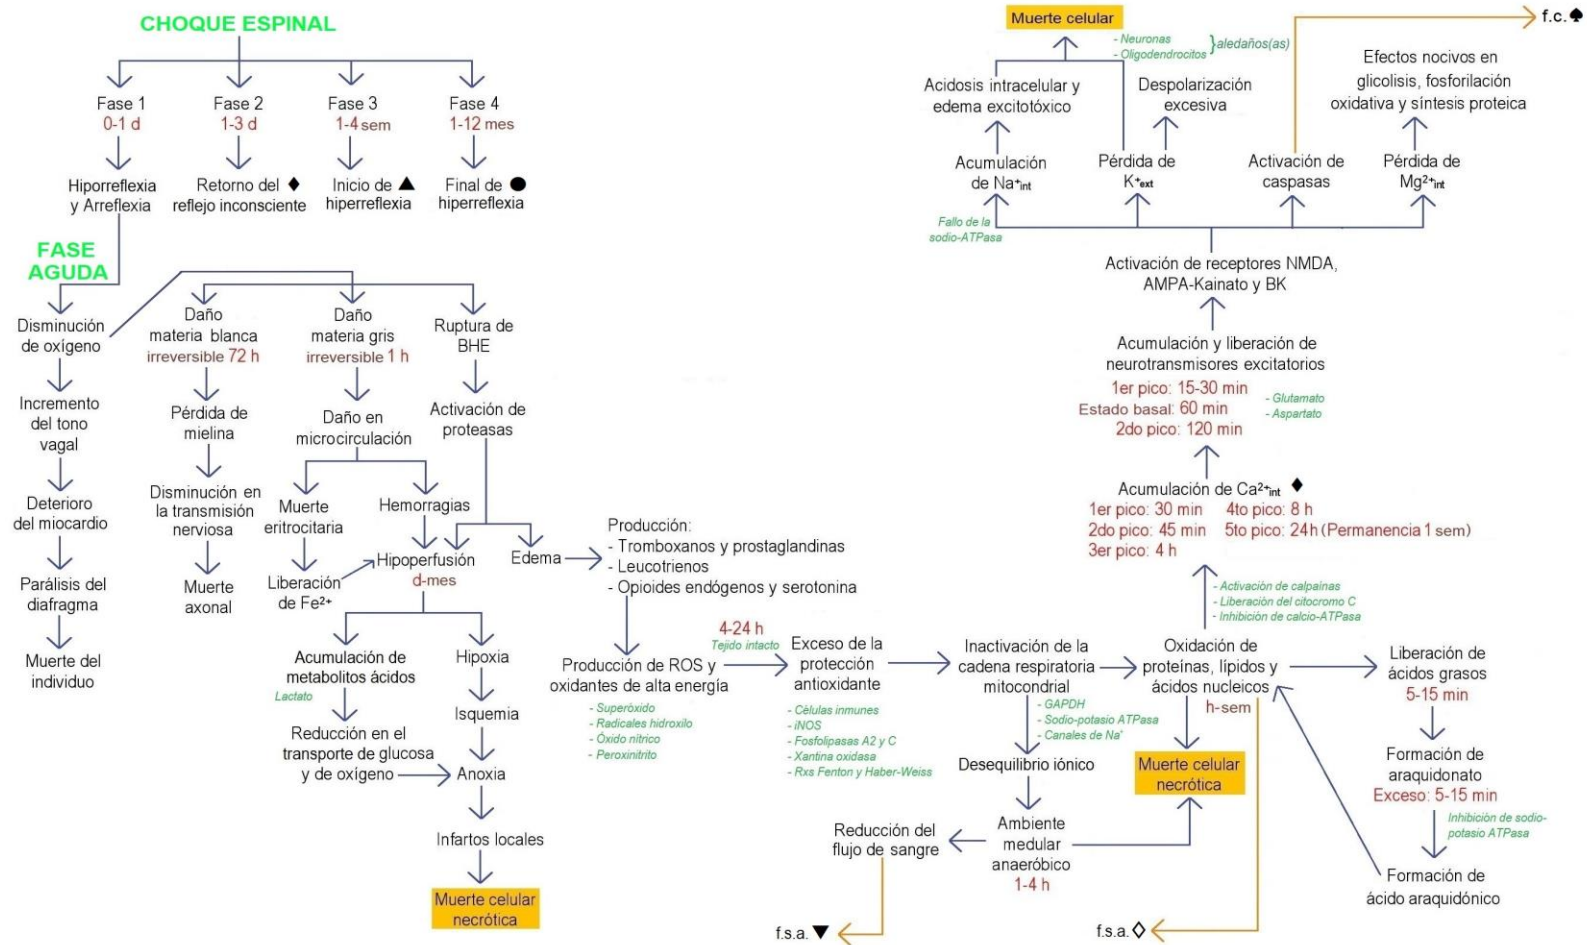 CHOQUE ESPINAL
Fase 1
0-1 d
Fase 2
1-3 d
Fase 3
1-4 sem
Fase 4
1-12 mes
Hiporreflexia
y Arreflexia
Retorno del ♦
reflejo inconsciente
Inicio de ▲
hiperreflexia
Final de ●
hiperreflexia
FASE
AGUDA
Disminución
de oxígeno
Incremento
del tono
vagal
Deterioro
del miocardio
Parálisis del
diafragma
Muerte del
individuo
Daño
materia blanca
irreversible 72 h
Pérdida de
mielina
Disminución en
la transmisión
nerviosa
Muerte
axonal
Daño
materia gris
irreversible 1 h
Daño en
microcirculación
Muerte
eritrocitaria
Liberación
de Fe²⁺
Hemorragias
Hipoperfusión
d-mes
Ruptura de
BHE
Activación de
proteasas
Edema
Acumulación de
metabolitos ácidos
Lactato
Reducción en el
transporte de glucosa
y de oxígeno
Hipoxia
Isquemia
Anoxia
Infartos locales
Muerte celular
necrótica
Producción:
- Tromboxanos y prostaglandinas
- Leucotrienos
- Opioides endógenos y serotonina
Producción de ROS y
oxidantes de alta energía
- Superóxido
- Radicales hidroxilo
- Óxido nítrico
- Peroxinitrito
4-24 h
Tejido intacto
Exceso de la
protección
antioxidante
- Células inmunes
- iNOS
- Fosfolipasas A2 y C
- Xantina oxidasa
- Rxs Fenton y Haber-Weiss
Inactivación de la
cadena respiratoria
mitocondrial
- GAPDH
- Sodio-potasio ATPasa
- Canales de Na⁺
Desequilibrio iónico
Ambiente
medular
anaeróbico
1-4 h
Reducción del
flujo de sangre
f.s.a. ▼
Oxidación de
proteínas, lípidos y
ácidos nucleicos
h-sem
Muerte celular
necrótica
f.s.a. ◇
Liberación de
ácidos grasos
5-15 min
Formación de
araquidonato
Exceso: 5-15 min
Inhibición de sodio-
potasio ATPasa
Formación de
ácido araquidónico
- Activación de calpaínas
- Liberación del citocromo C
- Inhibición de calcio-ATPasa
Acumulación de Ca²⁺int ♦
1er pico: 30 min 4to pico: 8 h
2do pico: 45 min 5to pico: 24h (Permanencia 1 sem)
3er pico: 4 h
Acumulación y liberación de
neurotransmisores excitatorios
1er pico: 15-30 min
Estado basal: 60 min
2do pico: 120 min
- Glutamato
- Aspartato
Activación de receptores NMDA,
AMPA-Kainato y BK
Fallo de la
sodio-ATPasa
Acumulación
de Na⁺int
Pérdida de
K⁺ext
Activación de
caspasas
Pérdida de
Mg²⁺int
Acidosis intracelular y
edema excitotóxico
Despolarización
excesiva
Efectos nocivos en
glicolisis, fosforilación
oxidativa y síntesis proteica
Muerte celular
- Neuronas
- Oligodendrocitos
}aledaños(as)
f.c. ♠